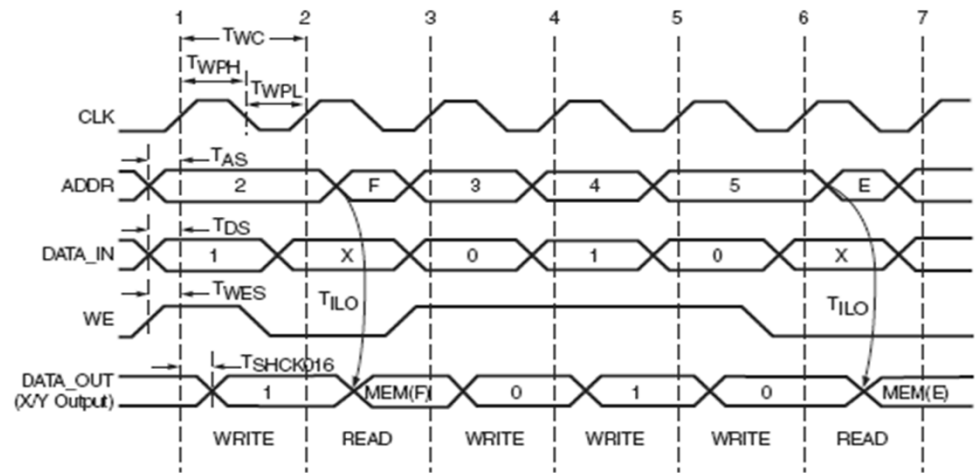 1 2 3 4 5 6 7
TWC
TWPH
TWPL
CLK
TAS
ADDR 2 F 3 4 5 E
TDS
DATA_IN 1 X 0 1 0 X
TWES
TILO TILO
WE
TSHCKO16
DATA_OUT 1 MEM(F) 0 1 0 MEM(E)
(X/Y Output)
WRITE READ WRITE WRITE WRITE READ